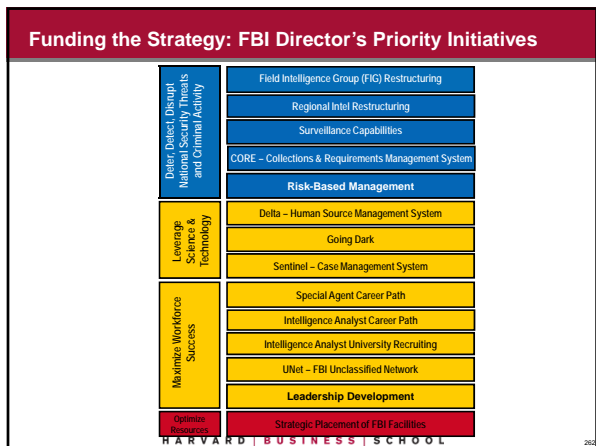 Funding the Strategy: FBI Director's Priority Initiatives
Deter, Detect, Disrupt
National Security Threats
and Criminal Activity
Field Intelligence Group (FIG) Restructuring
Regional Intel Restructuring
Surveillance Capabilities
CORE – Collections & Requirements Management System
Risk-Based Management
Leverage
Science &
Technology
Delta – Human Source Management System
Going Dark
Sentinel – Case Management System
Maximize Workforce
Success
Special Agent Career Path
Intelligence Analyst Career Path
Intelligence Analyst University Recruiting
UNet – FBI Unclassified Network
Leadership Development
Optimize
Resources
Strategic Placement of FBI Facilities
HARVARD | BUSINESS | SCHOOL
262